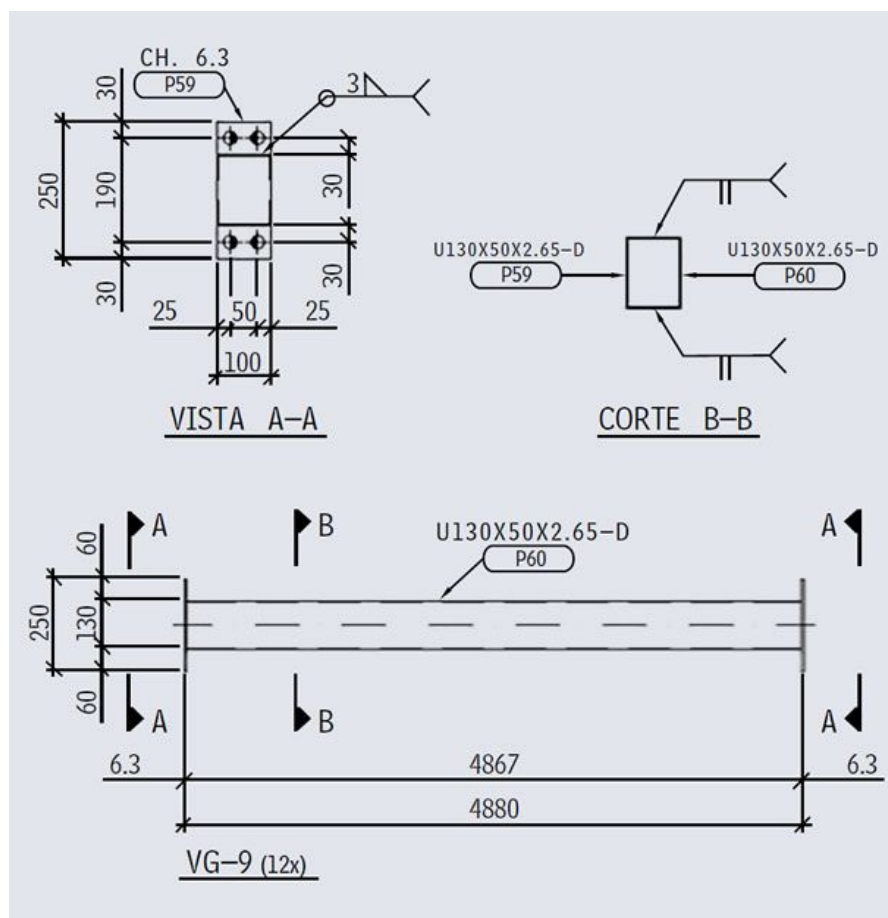 CH. 6.3
P59
3
30
250
190
30
30
30
25
50
25
100
VISTA A-A
U130X50X2.65-D
P59
U130X50X2.65-D
P60
CORTE B-B
A
B
A
U130X50X2.65-D
P60
60
250
130
60
A
B
A
6.3
4867
6.3
4880
VG-9 (12x)